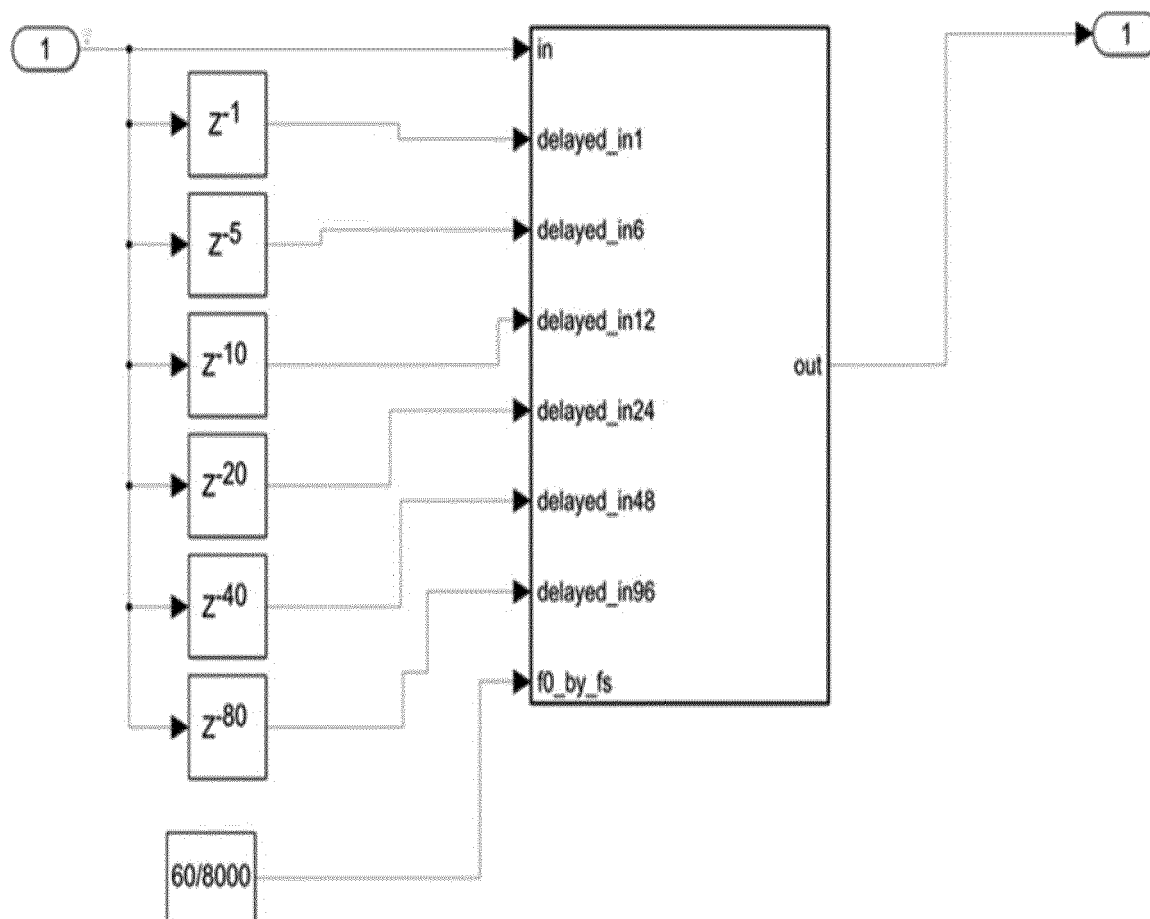 1
in
1
z-1
delayed_in1
z-5
delayed_in6
z-10
delayed_in12
out
z-20
delayed_in24
z-40
delayed_in48
z-80
delayed_in96
f0_by_fs
60/8000